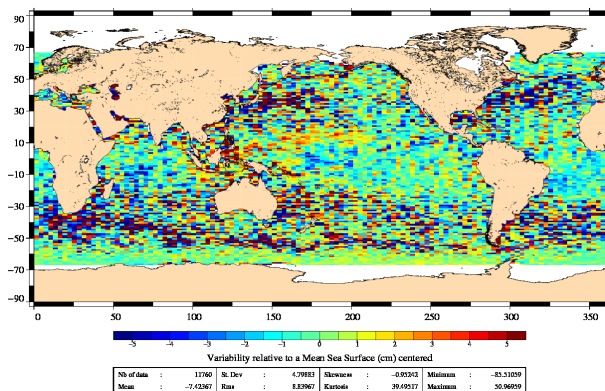 90
70
50
30
10
−10
−30
−50
−70
−90
0 50 100 150 200 250 300 350
−5 −4 −3 −2 −1 0 1 2 3 4 5
Variability relative to a Mean Sea Surface (cm) centered
Nb of data : 11760 St. Dev : 4.79883 Skewness : −0.95242 Minimum : −85.51059
Mean : −7.42367 Rms : 8.83967 Kurtosis : 39.49517 Maximum : 50.96959